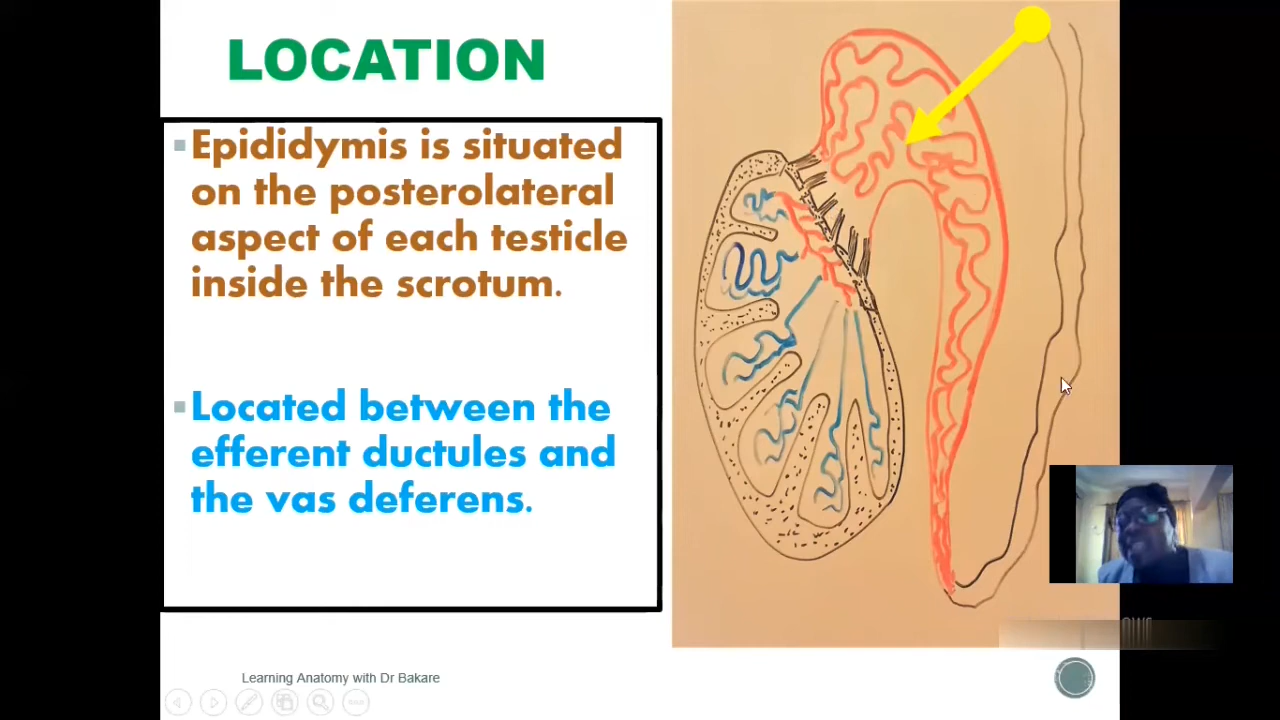 LOCATION
Epididymis is situated
on the posterolateral
aspect of each testicle
inside the scrotum.
Located between the
efferent ductules and
the vas deferens.
Learning Anatomy with Dr Bakare